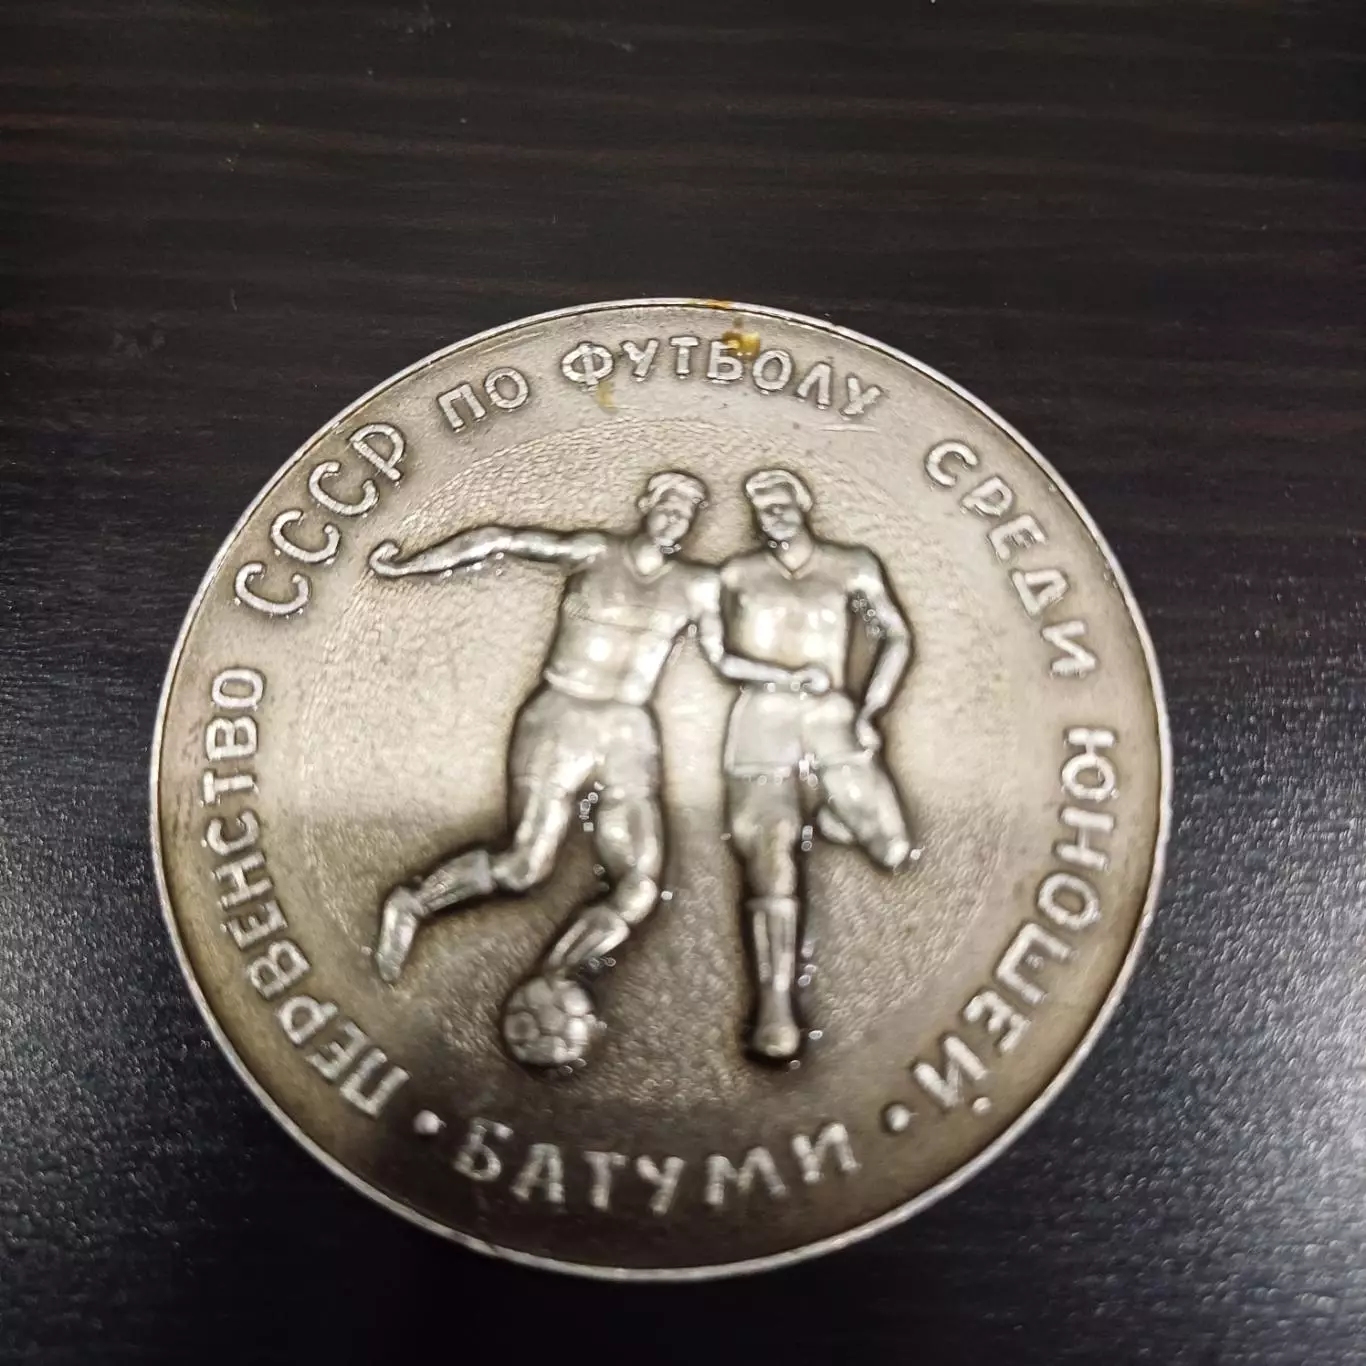 ПЕРВЕНСТВО СССР ПО ФУТБОЛУ СРЕДИ ЮНОШЕЙ
• БАТУМИ •